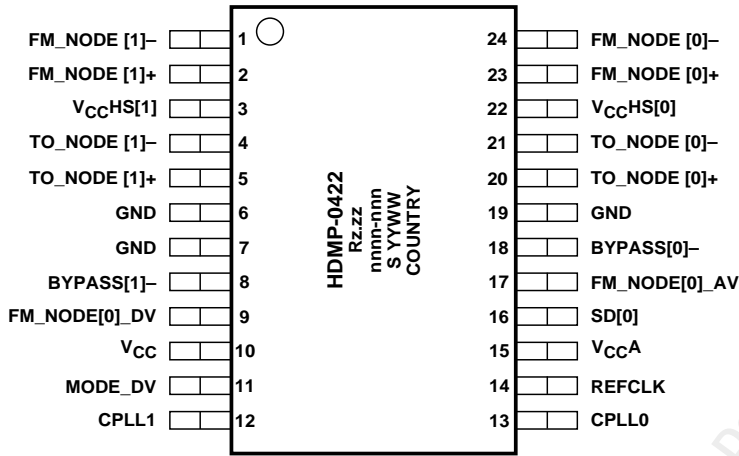 FM_NODE [1]– 1 24 FM_NODE [0]–
FM_NODE [1]+ 2 23 FM_NODE [0]+
VCCHS[1] 3 22 VCCHS[0]
TO_NODE [1]– 4 21 TO_NODE [0]–
TO_NODE [1]+ 5 20 TO_NODE [0]+
GND 6 19 GND
GND 7 18 BYPASS[0]–
BYPASS[1]– 8 17 FM_NODE[0]_AV
FM_NODE[0]_DV 9 16 SD[0]
VCC 10 15 VCCA
MODE_DV 11 14 REFCLK
CPLL1 12 13 CPLL0
HDMP-0422
Rz.zz
nnnn-nnn
S YYWW
COUNTRY